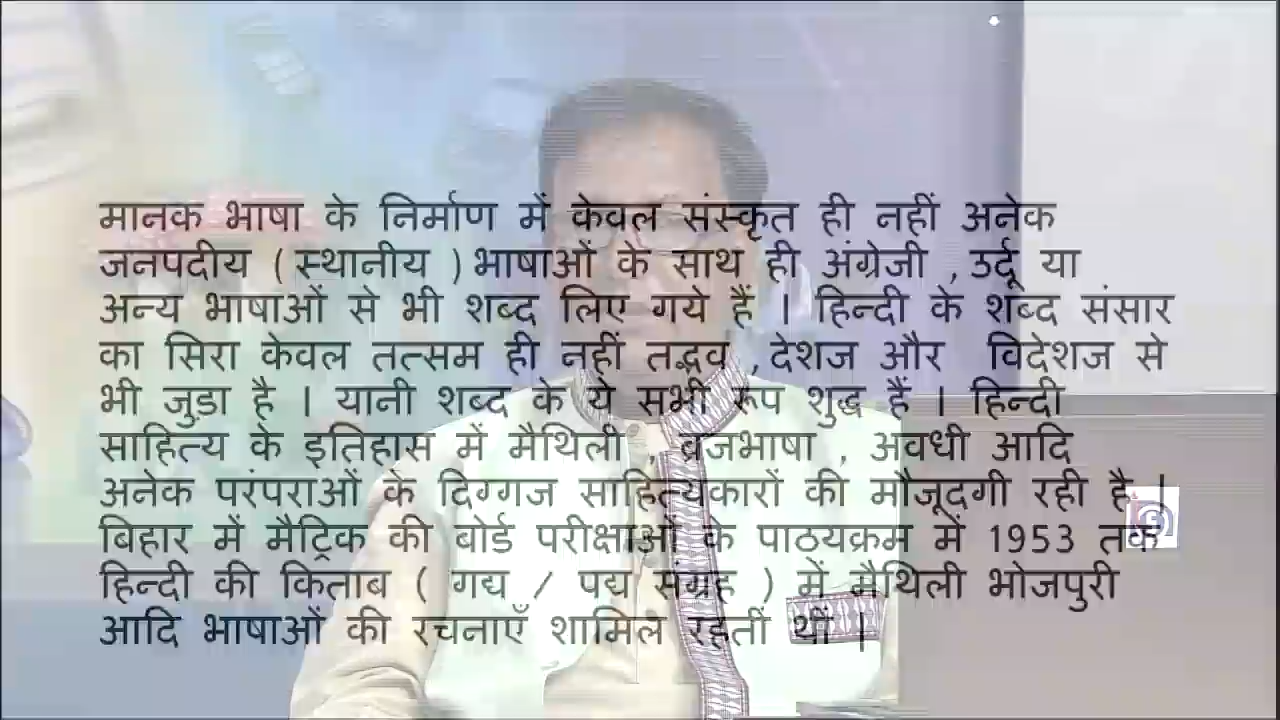 मानक भाषा के निर्माण में केवल संस्कृत ही नहीं अनेक
जनपदीय ( स्थानीय ) भाषाओं के साथ ही अंग्रेजी , उर्दू या
अन्य भाषाओं से भी शब्द लिए गये हैं । हिन्दी के शब्द संसार
का सिरा केवल तत्सम ही नहीं तद्भव , देशज और विदेशज से
भी जुड़ा है । यानी शब्द के ये सभी रूप शुद्ध हैं । हिन्दी
साहित्य के इतिहास में मैथिली , ब्रजभाषा , अवधी आदि
अनेक परंपराओं के दिग्गज साहित्यकारों की मौजूदगी रही है ।
बिहार में मैट्रिक की बोर्ड परीक्षाओं के पाठयक्रम में 1953 तक
हिन्दी की किताब ( गद्य / पद्य संग्रह ) में मैथिली भोजपुरी
आदि भाषाओं की रचनाएँ शामिल रहतीं थीं |